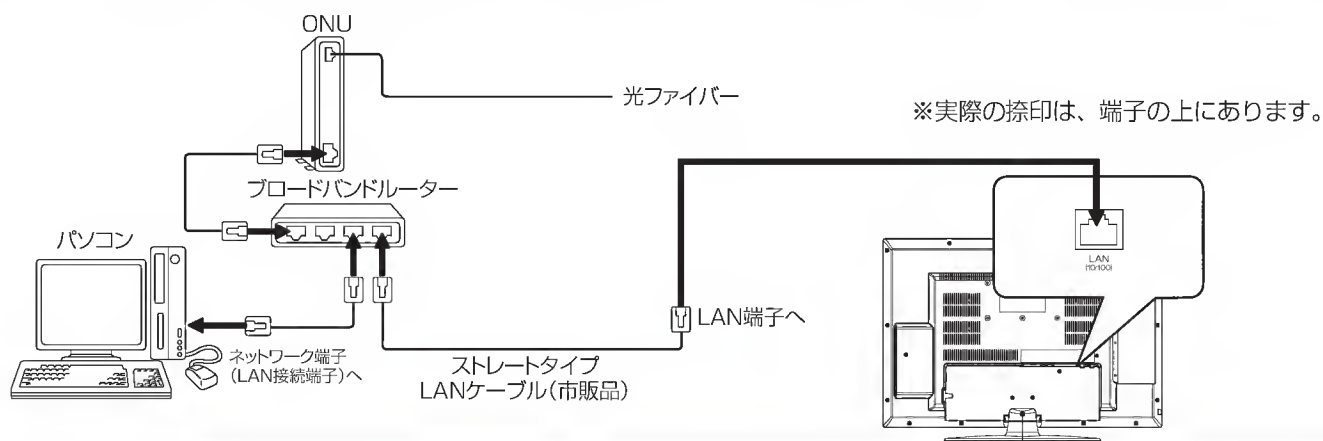 ONU
光ファイバー
※実際の捺印は、端子の上にあります。
ブロードバンドルーター
パソコン
LAN
(10/100)
LAN端子へ
ネットワーク端子
(LAN接続端子)へ
ストレートタイプ
LANケーブル(市販品)